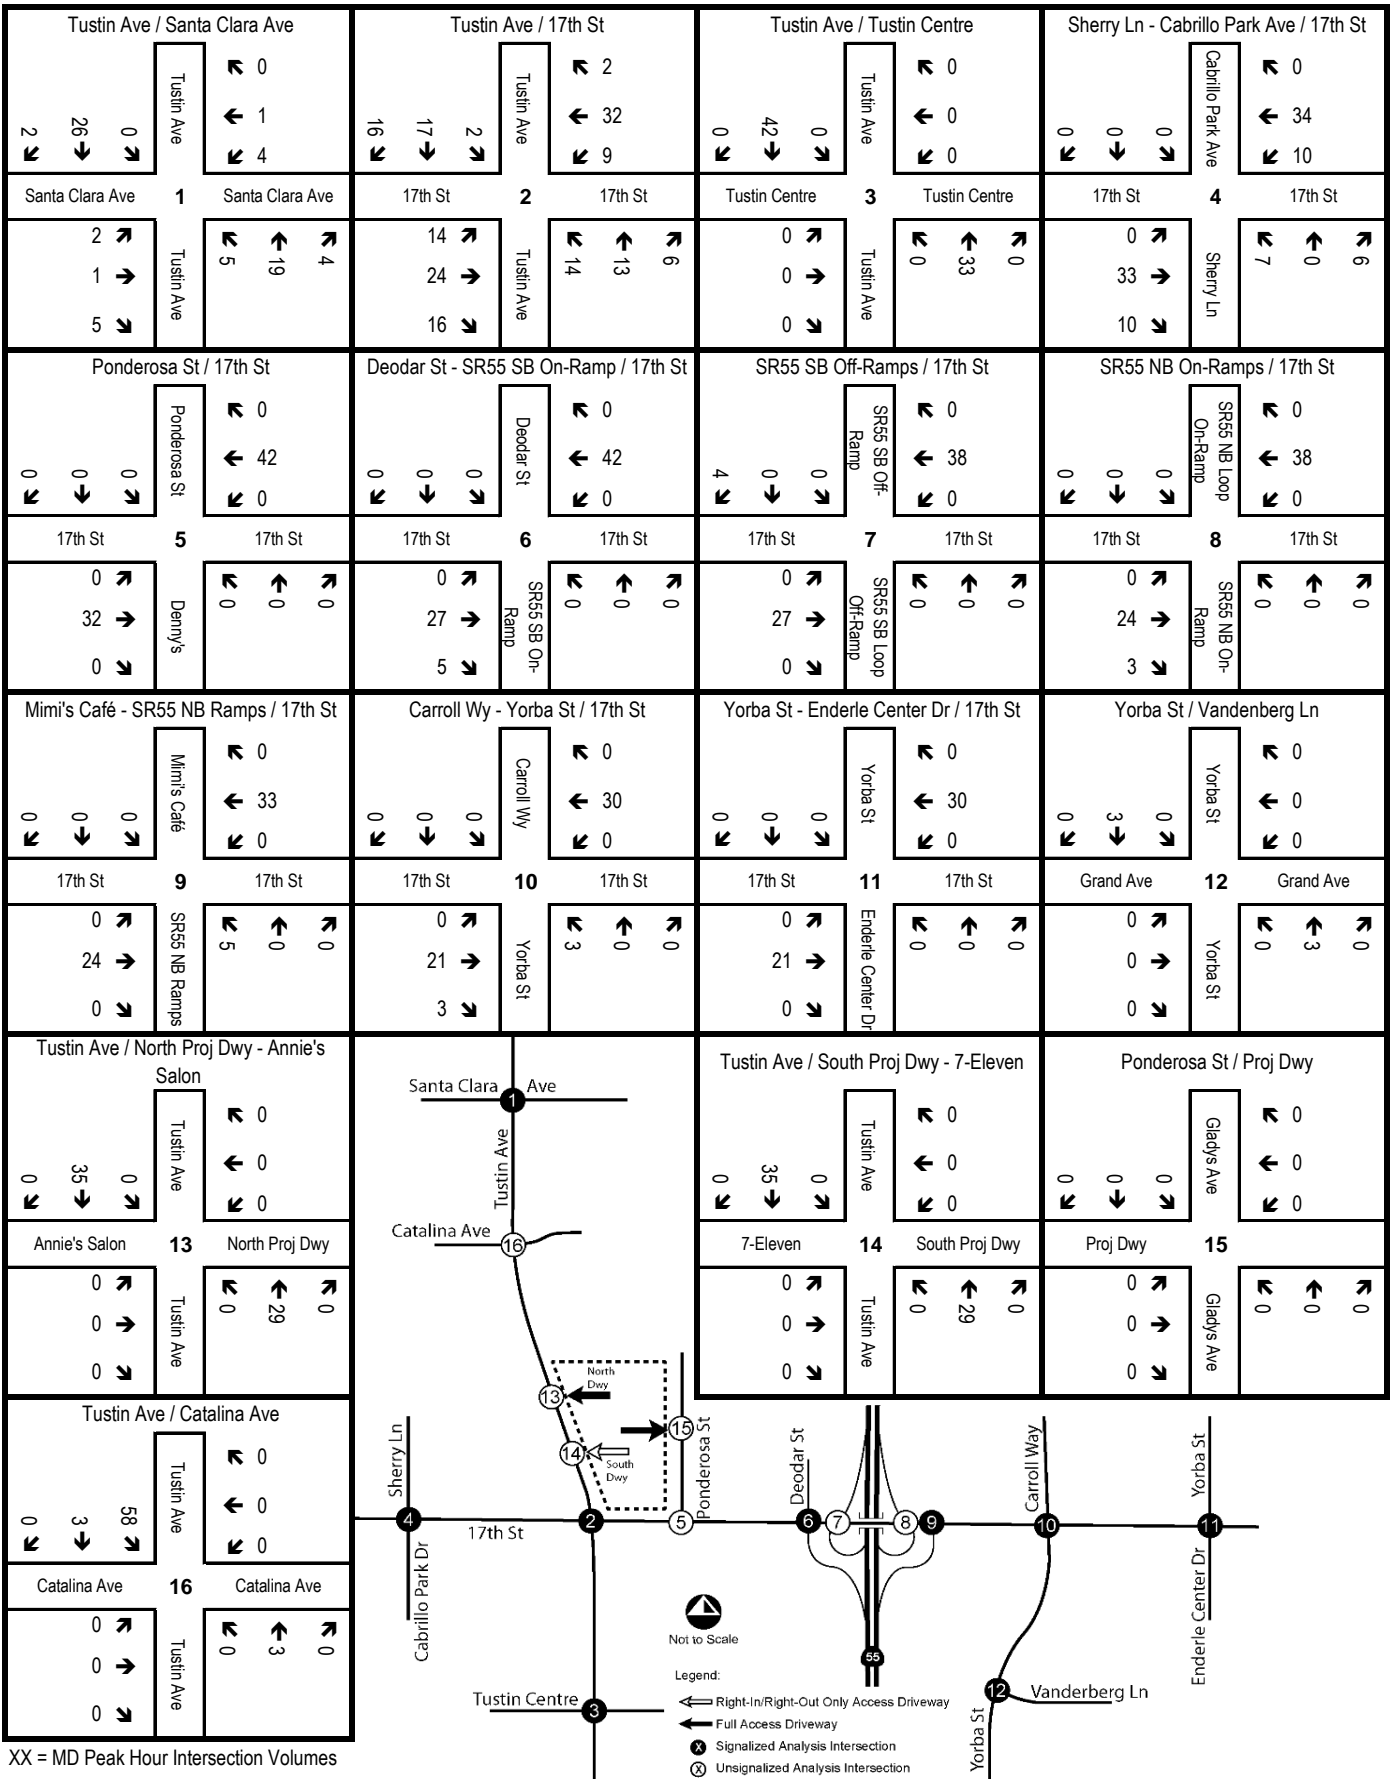 Tustin Ave / Santa Clara Ave
Tustin Ave
0
1
4
2
26
0
Santa Clara Ave 1 Santa Clara Ave
2
1
5
Tustin Ave
5
19
4
Tustin Ave / 17th St
Tustin Ave
2
32
9
16
17
2
17th St 2 17th St
14
24
16
Tustin Ave
14
13
6
Tustin Ave / Tustin Centre
Tustin Ave
0
0
0
0
42
0
Tustin Centre 3 Tustin Centre
0
0
0
Tustin Ave
0
33
0
Sherry Ln - Cabrillo Park Ave / 17th St
Cabrillo Park Ave
0
34
10
0
0
0
17th St 4 17th St
0
33
10
Sherry Ln
7
0
6
Ponderosa St / 17th St
Ponderosa St
0
42
0
0
0
0
17th St 5 17th St
0
32
0
Denny's
0
0
0
Deodar St - SR55 SB On-Ramp / 17th St
Deodar St
0
42
0
0
0
0
17th St 6 17th St
0
27
5
SR55 SB On-
Ramp
0
0
0
SR55 SB Off-Ramps / 17th St
SR55 SB Off-
Ramp
0
38
0
4
0
0
17th St 7 17th St
0
27
0
SR55 SB Loop
Off-Ramp
0
0
0
SR55 NB On-Ramps / 17th St
SR55 NB Loop
On-Ramp
0
38
0
0
0
0
17th St 8 17th St
0
24
3
SR55 NB On-
Ramp
0
0
0
Mimi's Café - SR55 NB Ramps / 17th St
Mimi's Café
0
33
0
0
0
0
17th St 9 17th St
0
24
0
SR55 NB Ramps
5
0
0
Carroll Wy - Yorba St / 17th St
Carroll Wy
0
30
0
0
0
0
17th St 10 17th St
0
21
3
Yorba St
3
0
0
Yorba St - Enderle Center Dr / 17th St
Yorba St
0
30
0
0
0
0
17th St 11 17th St
0
21
0
Enderle Center Dr
0
0
0
Yorba St / Vandenberg Ln
Yorba St
0
0
0
0
3
0
Grand Ave 12 Grand Ave
0
0
0
Yorba St
0
3
0
Tustin Ave / North Proj Dwy - Annie's
Salon
Tustin Ave
0
0
0
0
35
0
Annie's Salon 13 North Proj Dwy
0
0
0
Tustin Ave
0
29
0
Tustin Ave / South Proj Dwy - 7-Eleven
Tustin Ave
0
0
0
0
35
0
7-Eleven 14 South Proj Dwy
0
0
0
Tustin Ave
0
29
0
Ponderosa St / Proj Dwy
Gladys Ave
0
0
0
0
0
0
Proj Dwy 15
0
0
0
Gladys Ave
0
0
0
Tustin Ave / Catalina Ave
Tustin Ave
0
0
0
0
3
58
Catalina Ave 16 Catalina Ave
0
0
0
Tustin Ave
0
3
0
Santa Clara Ave
1
Tustin Ave
Catalina Ave
16
North
Dwy
13
15
14
South
Dwy
Ponderosa St
Sherry Ln
Deodar St
Carroll Way
Yorba St
4
2
5
6
7
8
9
10
11
17th St
Cabrillo Park Dr
Enderle Center Dr
Not to Scale
55
Legend:
Right-In/Right-Out Only Access Driveway
Full Access Driveway
X Signalized Analysis Intersection
X Unsignalized Analysis Intersection
Tustin Centre
3
12
Vanderberg Ln
Yorba St
XX = MD Peak Hour Intersection Volumes